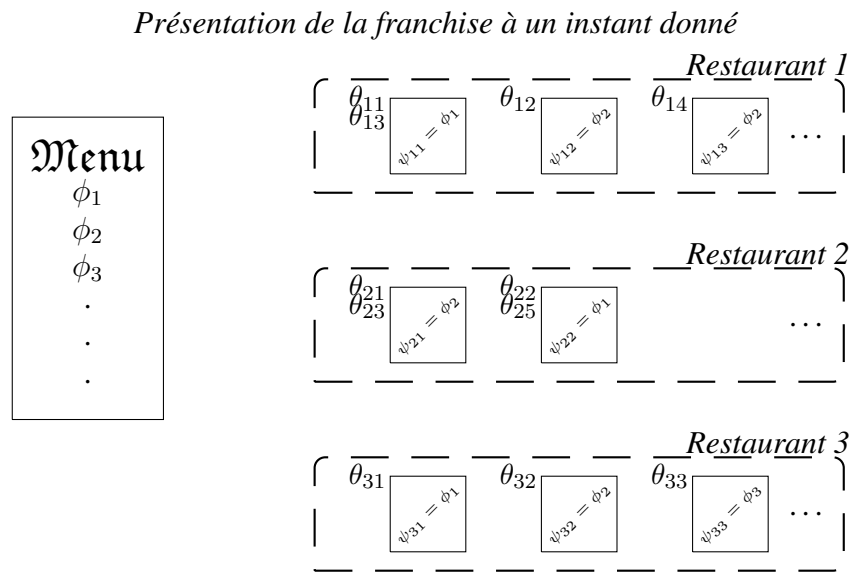 Présentation de la franchise à un instant donné
Menu
ϕ₁
ϕ₂
ϕ₃
.
.
.
Restaurant 1
θ₁₁
θ₁₃
ψ₁₁ = ϕ₁
θ₁₂
ψ₁₂ = ϕ₂
θ₁₄
ψ₁₃ = ϕ₂
...
Restaurant 2
θ₂₁
θ₂₃
ψ₂₁ = ϕ₂
θ₂₂
θ₂₅
ψ₂₂ = ϕ₁
...
Restaurant 3
θ₃₁
ψ₃₁ = ϕ₁
θ₃₂
ψ₃₂ = ϕ₂
θ₃₃
ψ₃₃ = ϕ₃
...